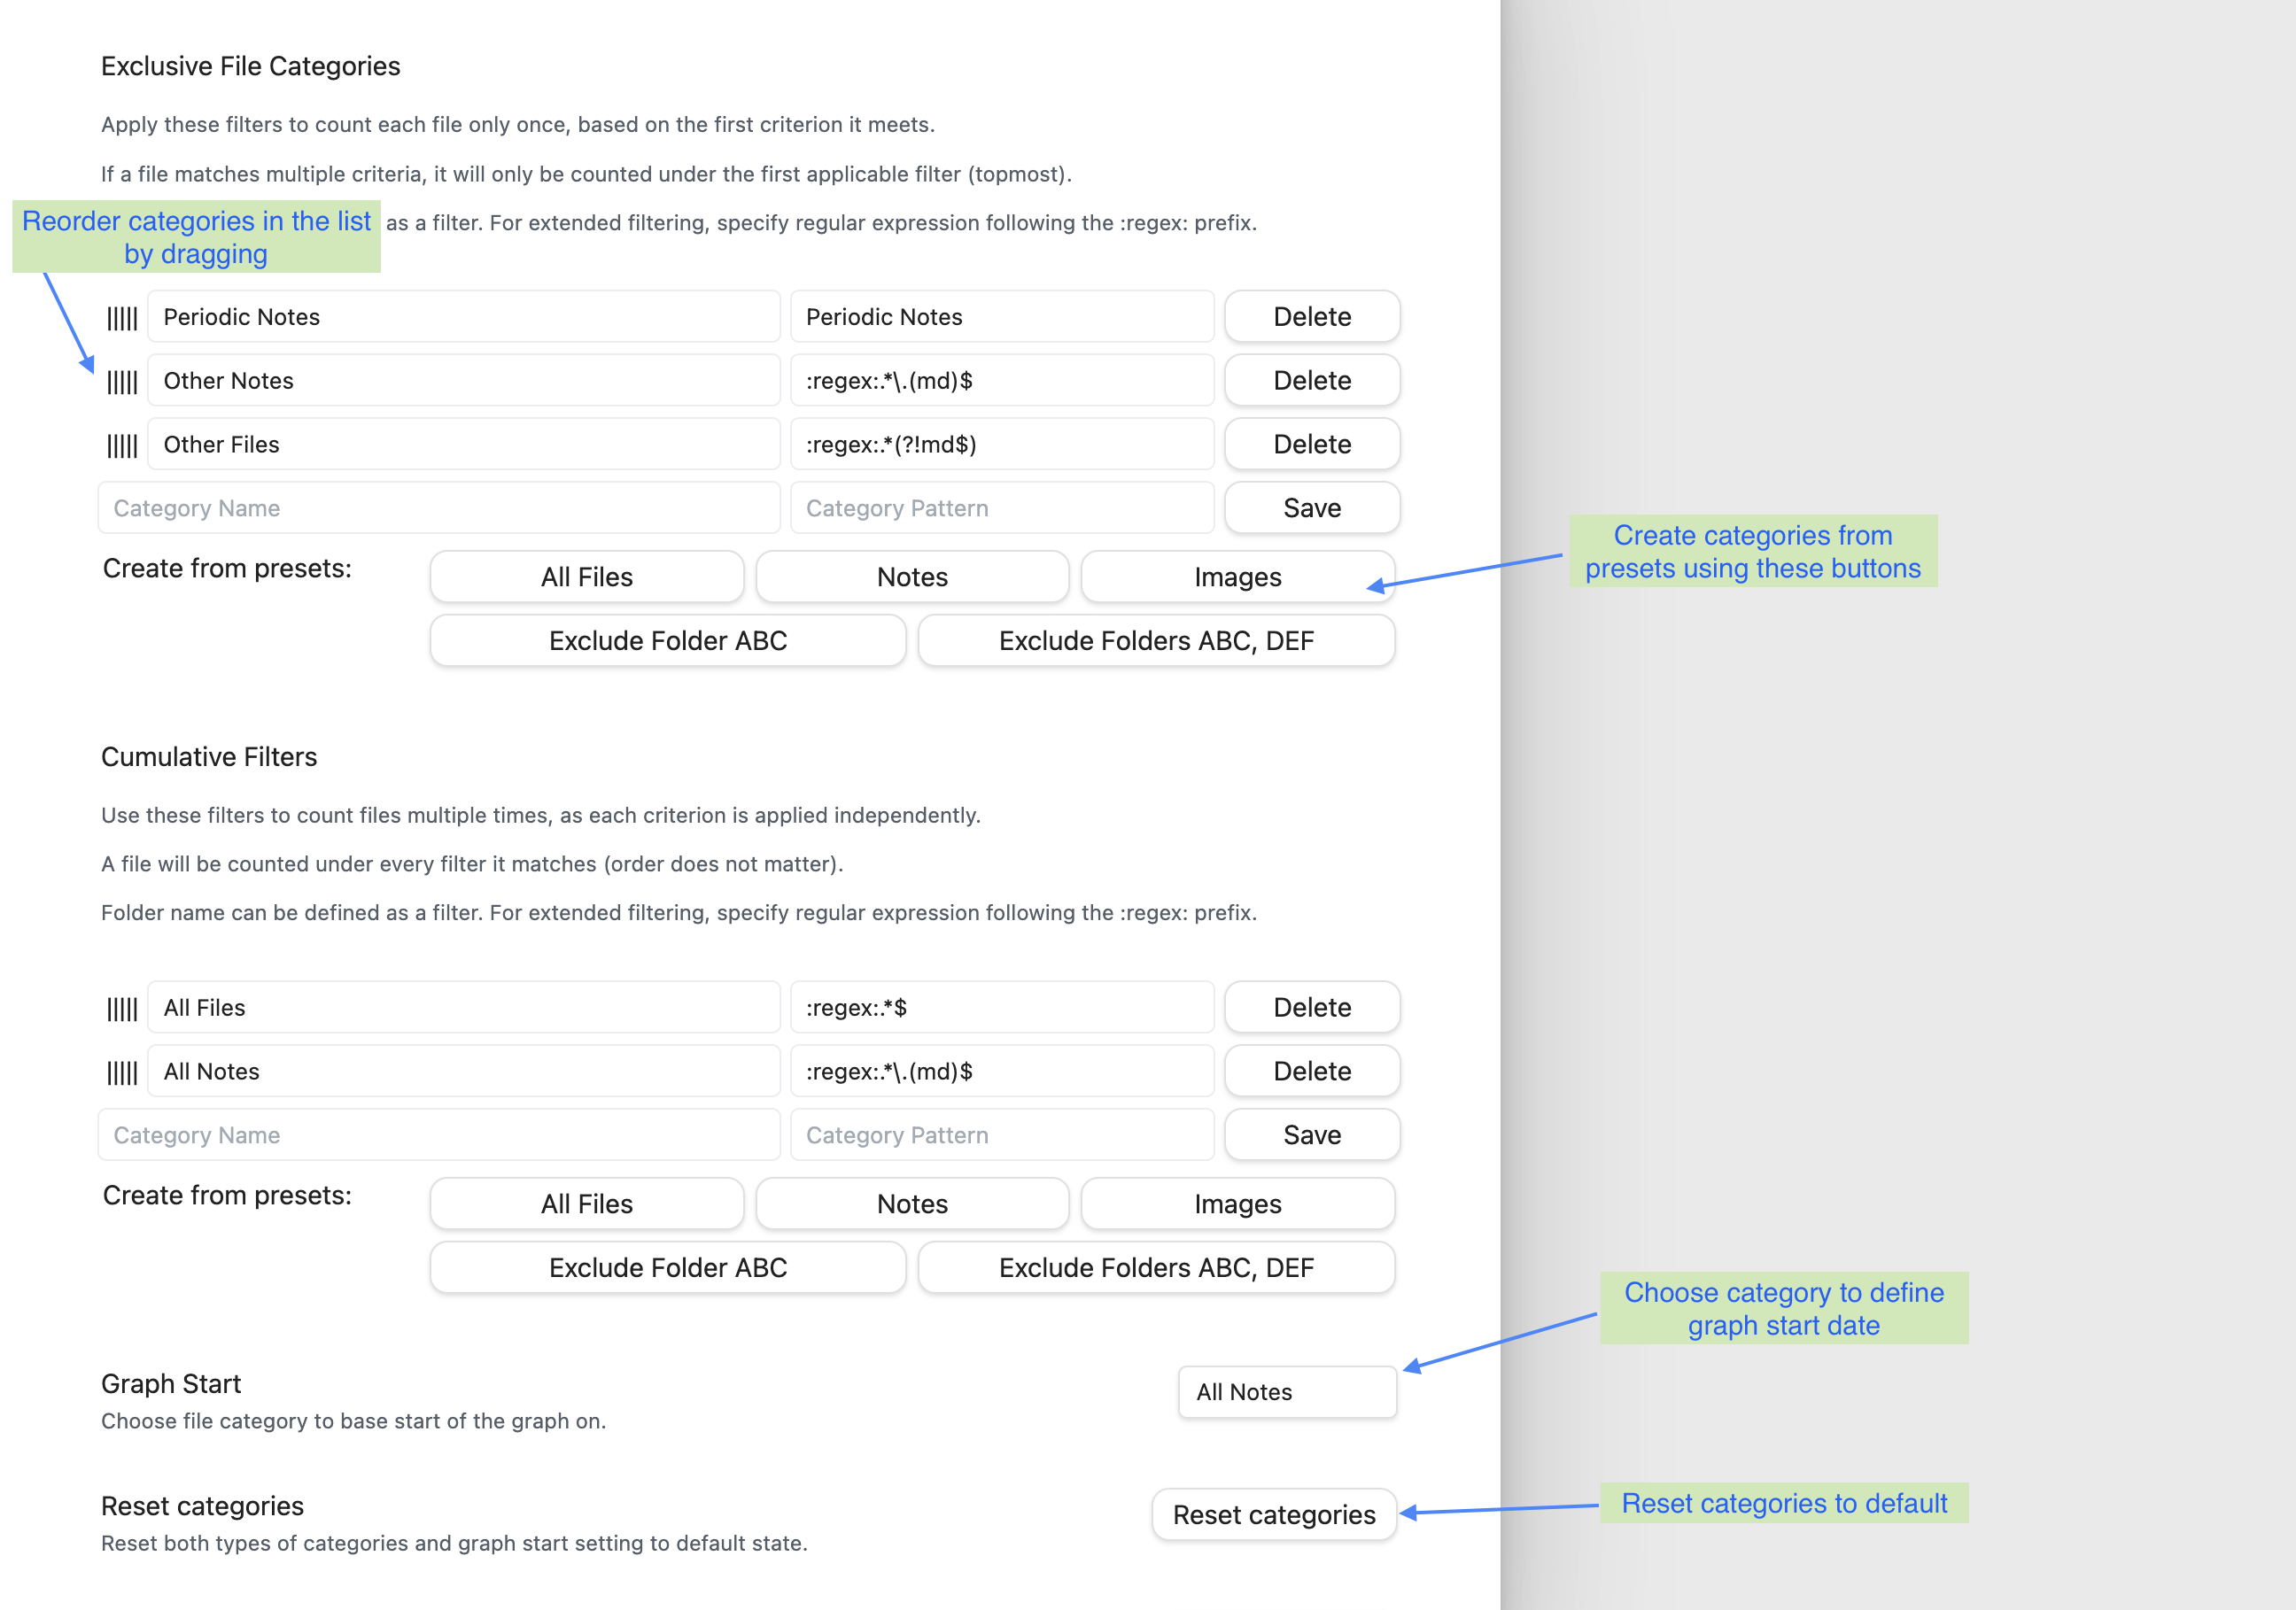 Exclusive File Categories
Apply these filters to count each file only once, based on the first criterion it meets.
If a file matches multiple criteria, it will only be counted under the first applicable filter (topmost).
Reorder categories in the list
by dragging
as a filter. For extended filtering, specify regular expression following the :regex: prefix.
Periodic Notes Periodic Notes Delete
Other Notes :regex:.*\.(md)$ Delete
Other Files :regex:.*(?!md$) Delete
Category Name Category Pattern Save
Create categories from
presets using these buttons
Create from presets: All Files Notes Images
Exclude Folder ABC Exclude Folders ABC, DEF
Cumulative Filters
Use these filters to count files multiple times, as each criterion is applied independently.
A file will be counted under every filter it matches (order does not matter).
Folder name can be defined as a filter. For extended filtering, specify regular expression following the :regex: prefix.
All Files :regex:.*$ Delete
All Notes :regex:.*\.(md)$ Delete
Category Name Category Pattern Save
Create from presets: All Files Notes Images
Exclude Folder ABC Exclude Folders ABC, DEF
Choose category to define
graph start date
Graph Start All Notes
Choose file category to base start of the graph on.
Reset categories Reset categories Reset categories to default
Reset both types of categories and graph start setting to default state.